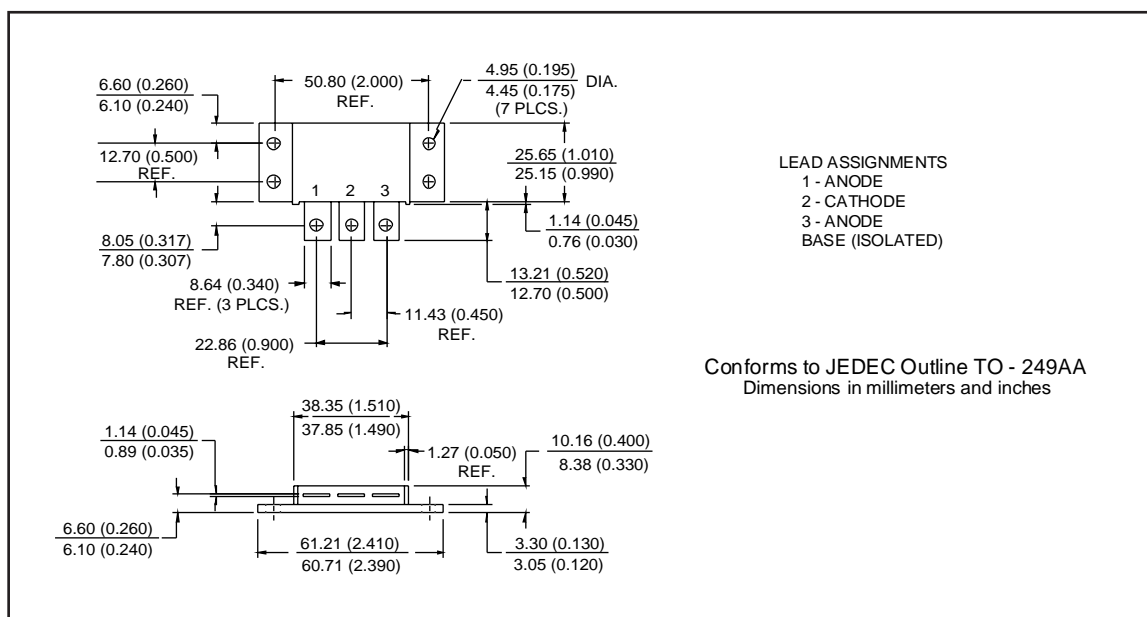 6.60 (0.260)
6.10 (0.240)
50.80 (2.000)
REF.
4.95 (0.195)
4.45 (0.175)
DIA.
(7 PLCS.)
12.70 (0.500)
REF.
25.65 (1.010)
25.15 (0.990)
1 2 3
8.05 (0.317)
7.80 (0.307)
1.14 (0.045)
0.76 (0.030)
8.64 (0.340)
REF. (3 PLCS.)
13.21 (0.520)
12.70 (0.500)
11.43 (0.450)
REF.
22.86 (0.900)
REF.
LEAD ASSIGNMENTS
1 - ANODE
2 - CATHODE
3 - ANODE
BASE (ISOLATED)
Conforms to JEDEC Outline TO - 249AA
Dimensions in millimeters and inches
38.35 (1.510)
37.85 (1.490)
1.14 (0.045)
0.89 (0.035)
1.27 (0.050)
REF.
10.16 (0.400)
8.38 (0.330)
6.60 (0.260)
6.10 (0.240)
61.21 (2.410)
60.71 (2.390)
3.30 (0.130)
3.05 (0.120)